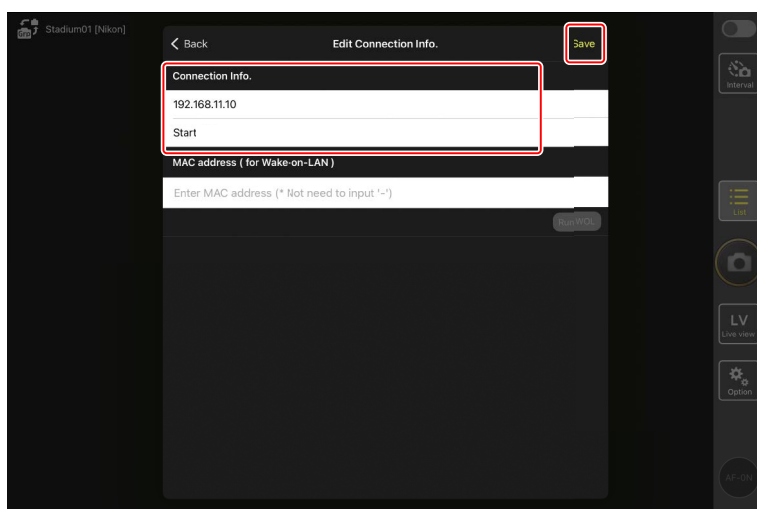 Grp
Stadium01 [Nikon]
Back
Edit Connection Info.
Save
Connection Info.
192.168.11.10
Start
MAC address ( for Wake-on-LAN )
Enter MAC address (* Not need to input '-')
Run WOL
Interval
List
LV
Live view
Option
AF-ON